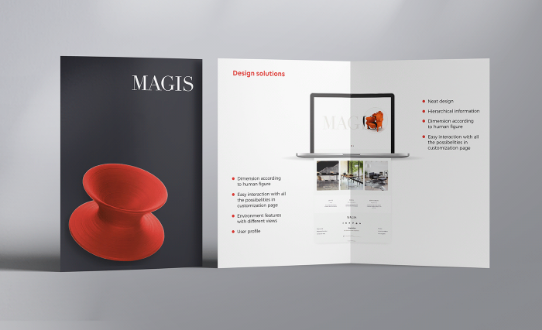 MAGIS
Design solutions
MAGIS
Dimension according
to human figure
Easy interaction with all
the possibilities in
customization page
Environment features
with different views
User profile
Neat design
Hierarchical information
Dimension according
to human figure
Easy interaction with all
the possibilities in
customization page
MAGIS